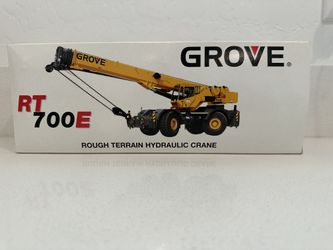 GROVE
GROVE®
RT
700E
ROUGH TERRAIN HYDRAULIC CRANE